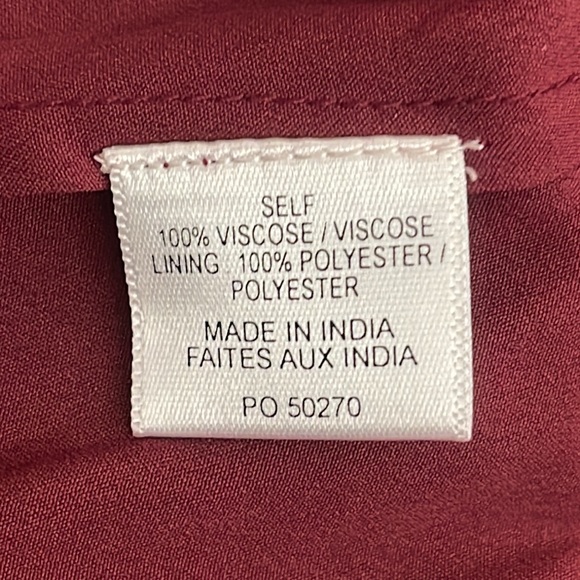 SELF
100% VISCOSE / VISCOSE
LINING : 100% POLYESTER /
POLYESTER
MADE IN INDIA
FAITES AUX INDIA
PO 50270